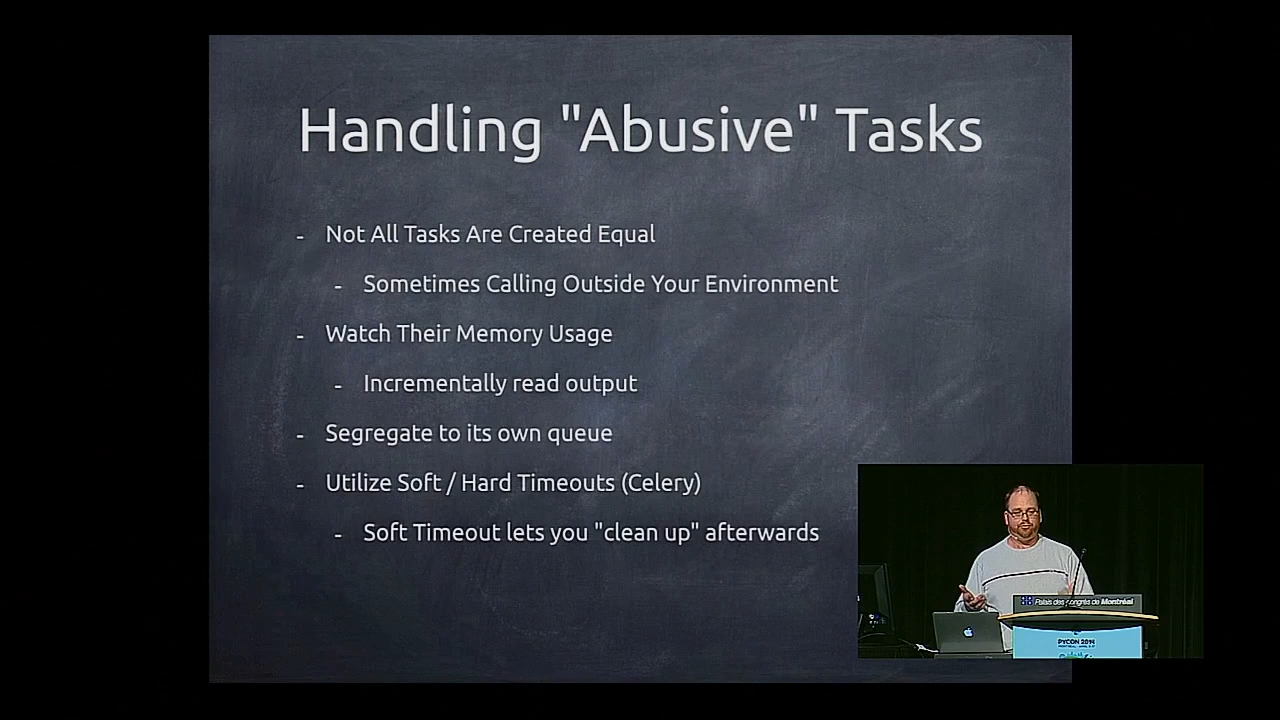 Handling "Abusive" Tasks
- Not All Tasks Are Created Equal
- Sometimes Calling Outside Your Environment
- Watch Their Memory Usage
- Incrementally read output
- Segregate to its own queue
- Utilize Soft / Hard Timeouts (Celery)
- Soft Timeout lets you "clean up" afterwards
Palais des congrès de Montréal
PYCON 2014